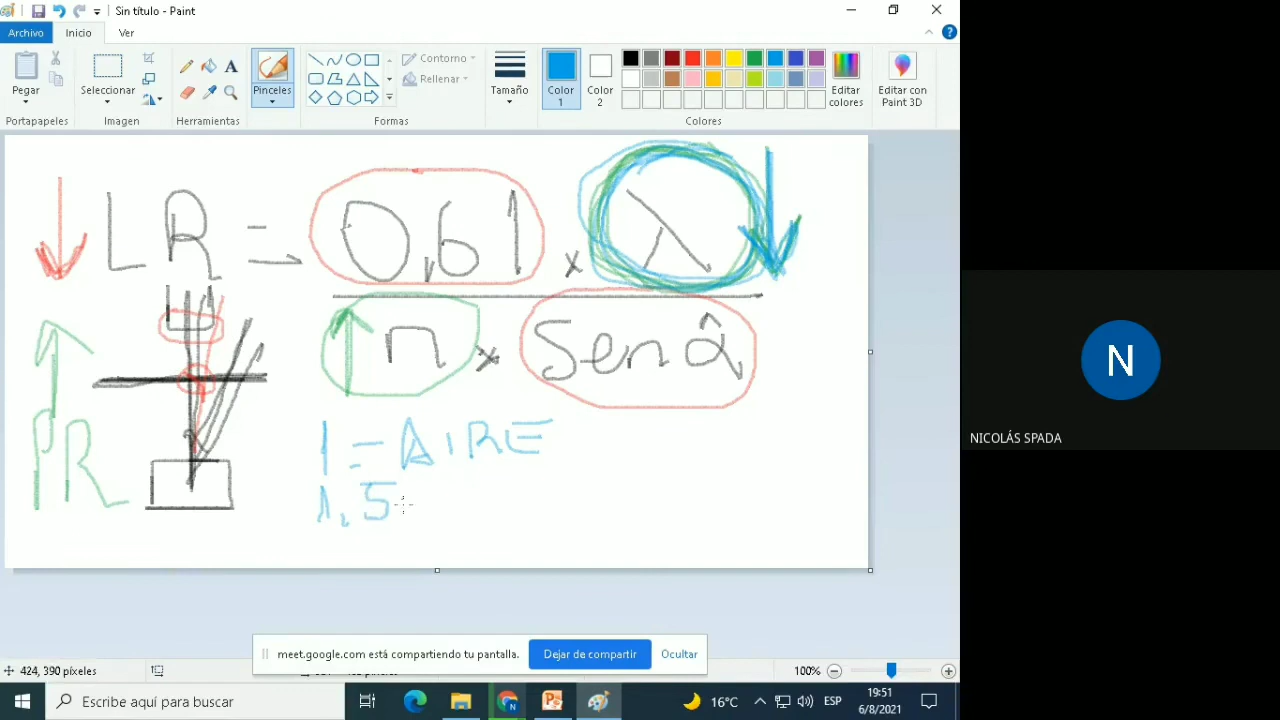 Sin título - Paint
Archivo Inicio Ver
Pegar
Seleccionar
Pinceles
Contorno
Rellenar
Tamaño
Color 1
Color 2
Editar colores
Editar con Paint 3D
Portapapeles Imagen Herramientas Formas Colores
LR = 0,61 x λ
n x Sen α̂
PR
1 = AIRE
1,5
N
NICOLÁS SPADA
meet.google.com está compartiendo tu pantalla. Dejar de compartir Ocultar
424, 390 píxeles 100%
Escribe aquí para buscar 16°C ESP 19:51
6/8/2021